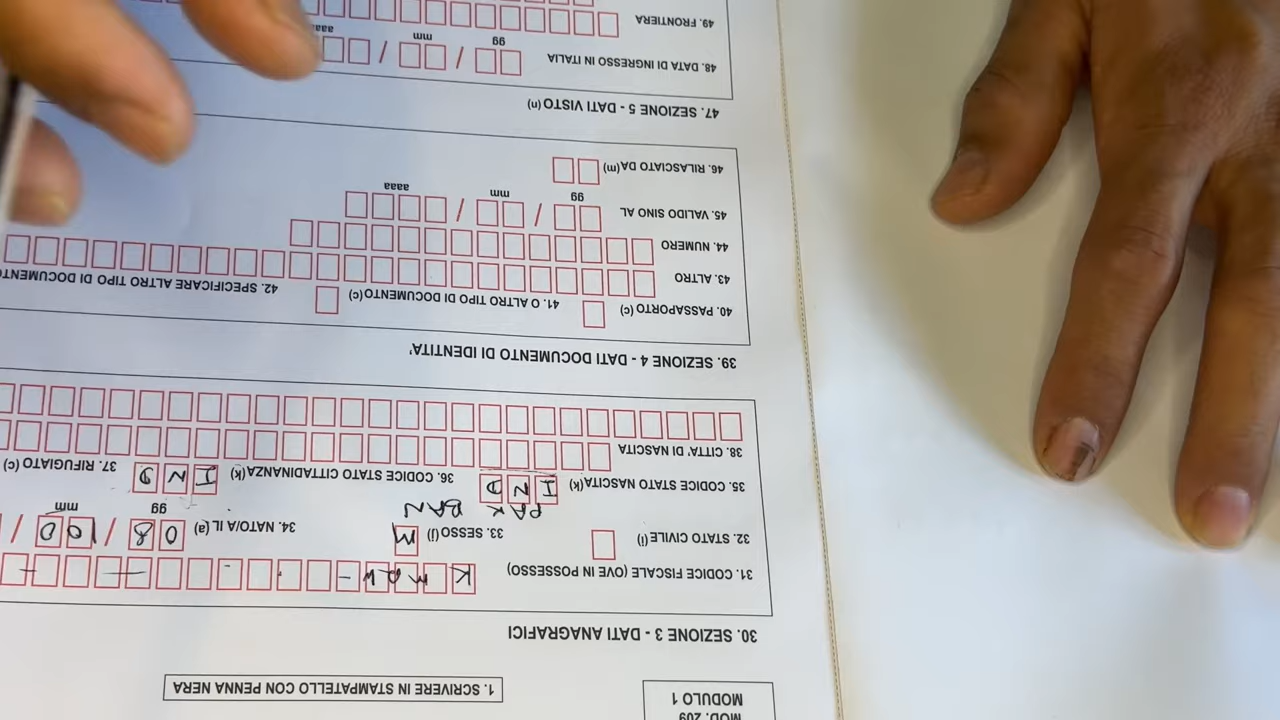 MOD. 209
MODULO 1
1. SCRIVERE IN STAMPATELLO CON PENNA NERA
30. SEZIONE 3 - DATI ANAGRAFICI
31. CODICE FISCALE (OVE IN POSSESSO)
32. STATO CIVILE (i) 33. SESSO (j) M 34. NATO/A IL (a) 08 / 10 /
gg mm
PAK BAN
35. CODICE STATO NASCITA (k) IND 36. CODICE STATO CITTADINANZA (k) IND 37. RIFUGIATO (c)
38. CITTA' DI NASCITA
39. SEZIONE 4 - DATI DOCUMENTO DI IDENTITA'
40. PASSAPORTO (c) 41. O ALTRO TIPO DI DOCUMENTO (c) 42. SPECIFICARE ALTRO TIPO DI DOCUMENTO
43. ALTRO
44. NUMERO
45. VALIDO SINO AL / /
gg mm aaaa
46. RILASCIATO DA (m)
47. SEZIONE 5 - DATI VISTO (n)
48. DATA DI INGRESSO IN ITALIA / /
gg mm aaaa
49. FRONTIERA